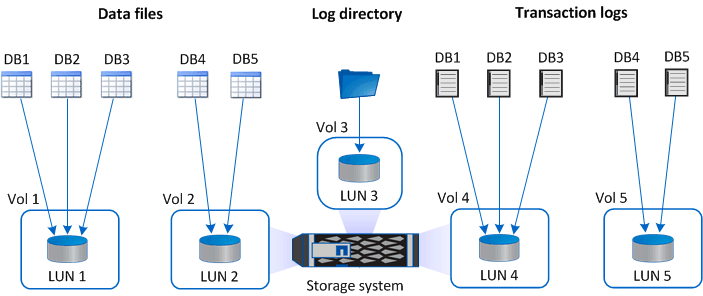 Data files
Log directory
Transaction logs
DB1
DB2
DB3
DB4
DB5
DB1
DB2
DB3
DB4
DB5
Vol 3
LUN 3
Vol 1
Vol 2
Vol 4
Vol 5
LUN 1
LUN 2
LUN 4
LUN 5
Storage system